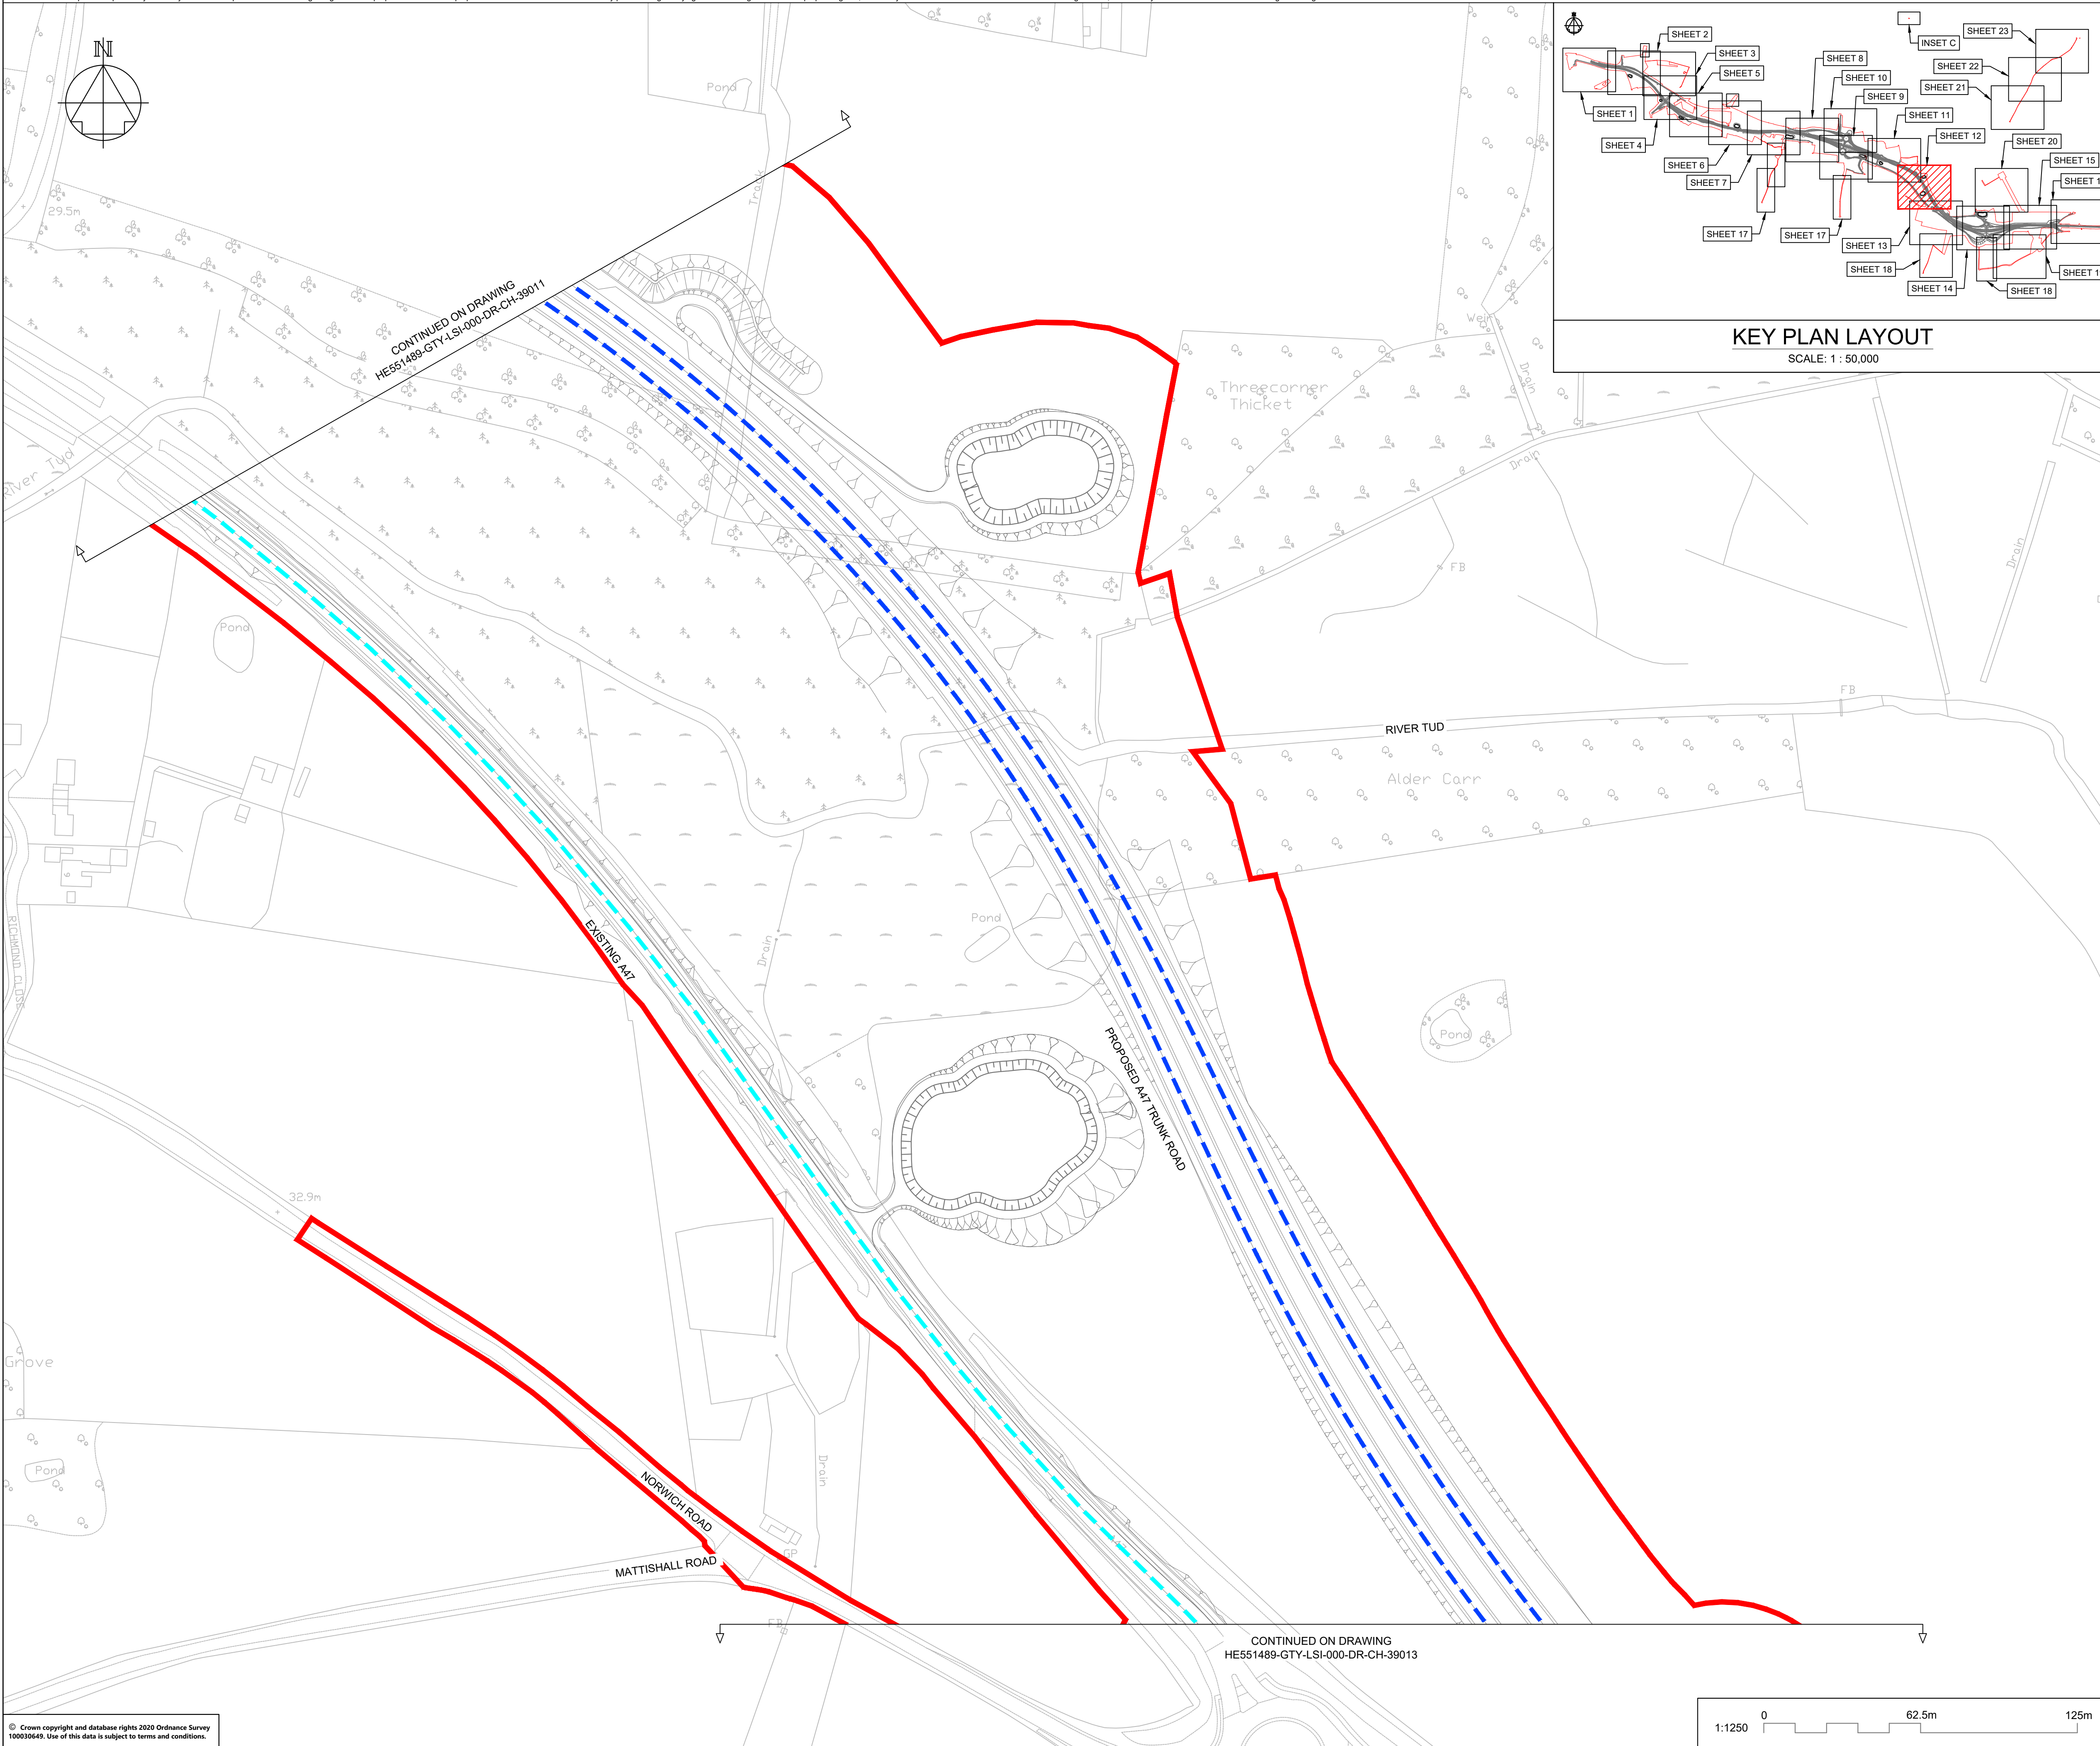 N
Pond
Track
29.5m
CONTINUED ON DRAWING
HE551489-GTY-LSI-000-DR-CH-39011
River Tud
Threecorner
Thicket
Weir
Drain
Drain
FB
Drain
Pond
RIVER TUD
FB
Alder Carr
6
RICHMOND CLOSE
EXISTING A47
Drain
Pond
Pond
PROPOSED A47 TRUNK ROAD
32.9m
Grove
Pond
Drain
NORWICH ROAD
GP
MATTISHALL ROAD
FB
CONTINUED ON DRAWING
HE551489-GTY-LSI-000-DR-CH-39013
SHEET 1
SHEET 2
SHEET 3
SHEET 5
SHEET 4
SHEET 6
SHEET 7
SHEET 8
SHEET 10
SHEET 9
SHEET 11
SHEET 12
INSET C
SHEET 23
SHEET 22
SHEET 21
SHEET 20
SHEET 15
SHEET 1
SHEET 17
SHEET 17
SHEET 13
SHEET 18
SHEET 14
SHEET 18
SHEET 1
KEY PLAN LAYOUT
SCALE: 1 : 50,000
© Crown copyright and database rights 2020 Ordnance Survey
100030649. Use of this data is subject to terms and conditions.
1:1250
0
62.5m
125m